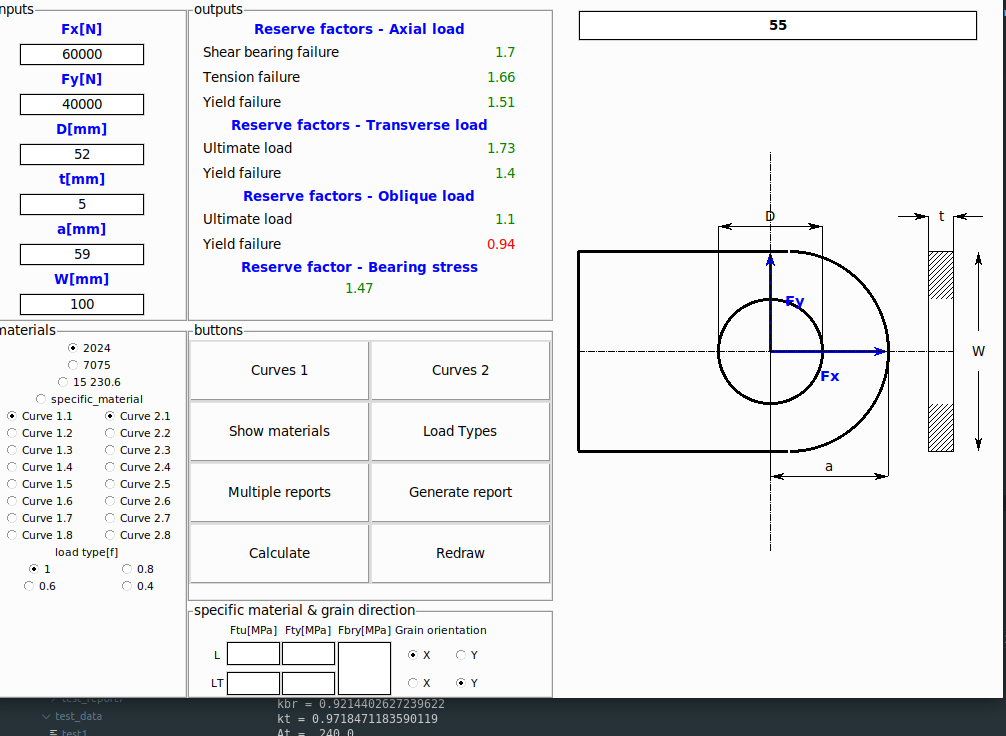 nputs
Fx[N]
60000
Fy[N]
40000
D[mm]
52
t[mm]
5
a[mm]
59
W[mm]
100
outputs
Reserve factors - Axial load
Shear bearing failure 1.7
Tension failure 1.66
Yield failure 1.51
Reserve factors - Transverse load
Ultimate load 1.73
Yield failure 1.4
Reserve factors - Oblique load
Ultimate load 1.1
Yield failure 0.94
Reserve factor - Bearing stress
1.47
materials
2024
7075
15 230.6
specific_material
Curve 1.1 Curve 2.1
Curve 1.2 Curve 2.2
Curve 1.3 Curve 2.3
Curve 1.4 Curve 2.4
Curve 1.5 Curve 2.5
Curve 1.6 Curve 2.6
Curve 1.7 Curve 2.7
Curve 1.8 Curve 2.8
load type[f]
1 0.8
0.6 0.4
buttons
Curves 1 Curves 2
Show materials Load Types
Multiple reports Generate report
Calculate Redraw
specific material & grain direction
Ftu[MPa] Fty[MPa] Fbry[MPa] Grain orientation
L X Y
LT X Y
55
D
t
Fy
W
Fx
a
test_data
test1
kbr = 0.9214402627239622
kt = 0.9718471183590119
At = 240.0